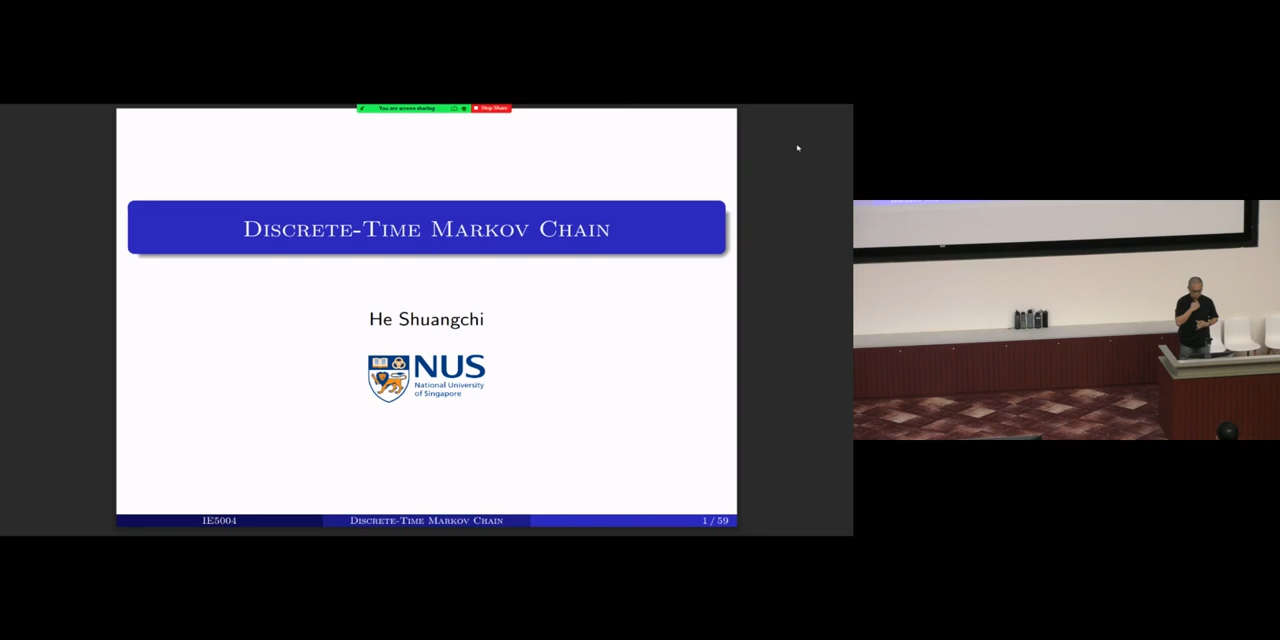 You are screen sharing
Stop Share
DISCRETE-TIME MARKOV CHAIN
He Shuangchi
NUS
National University
of Singapore
IE5004
DISCRETE-TIME MARKOV CHAIN
1 / 59